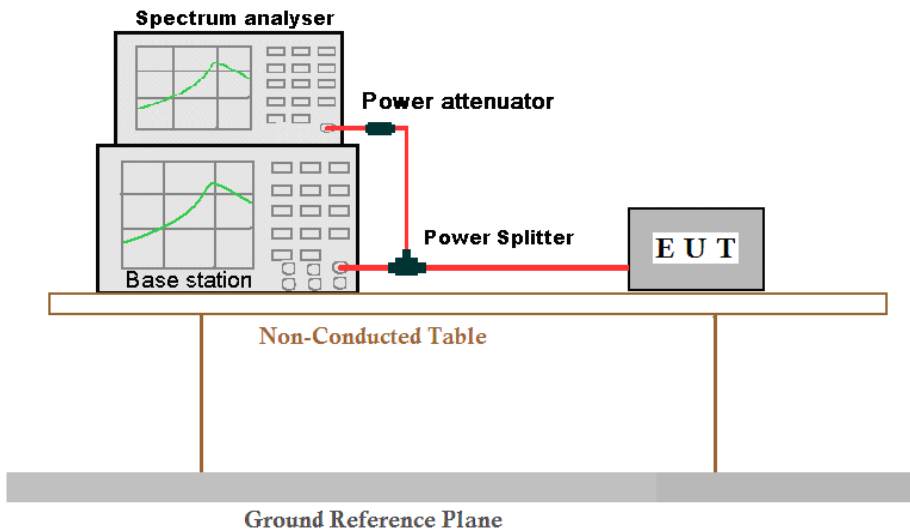 Spectrum analyser
Power attenuator
Power Splitter
E U T
Base station
Non-Conducted Table
Ground Reference Plane